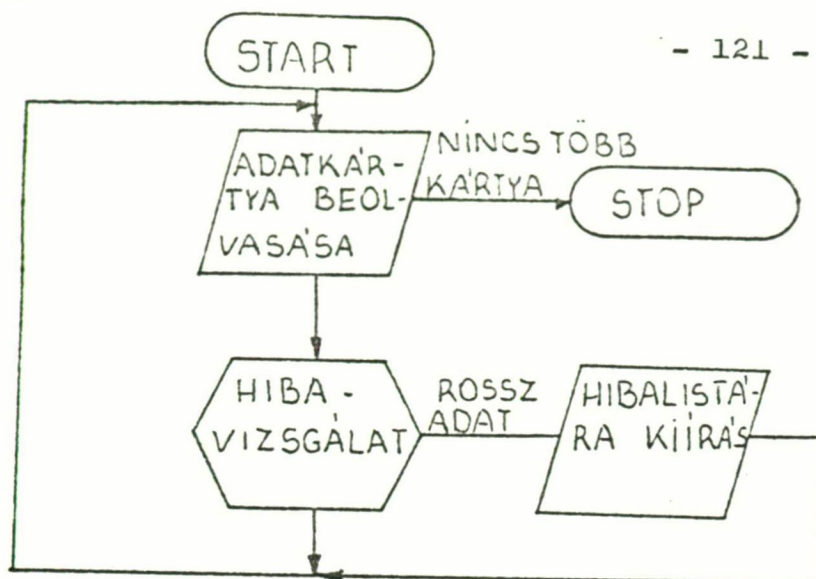 - 121 -
START
ADATKÁR-
TYA BEOL-
VASÁSA
NINCS TÖBB
KÁRTYA
STOP
HIBA -
VIZSGÁLAT
ROSSZ
ADAT
HIBALISTÁ-
RA KIÍRÁS